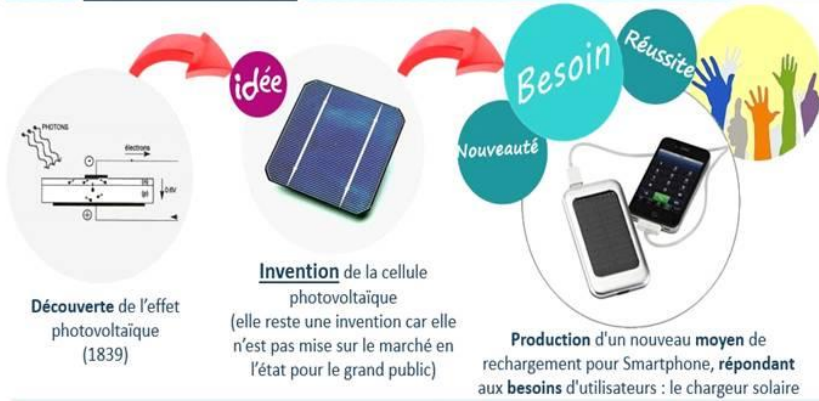 PHOTONS
électrons
0.6V
(n)
(p)
Découverte de l'effet
photovoltaïque
(1839)
idée
Invention de la cellule
photovoltaïque
(elle reste une invention car elle
n'est pas mise sur le marché en
l'état pour le grand public)
Besoin
Réussite
Nouveauté
Production d'un nouveau moyen de
rechargement pour Smartphone, répondant
aux besoins d'utilisateurs : le chargeur solaire